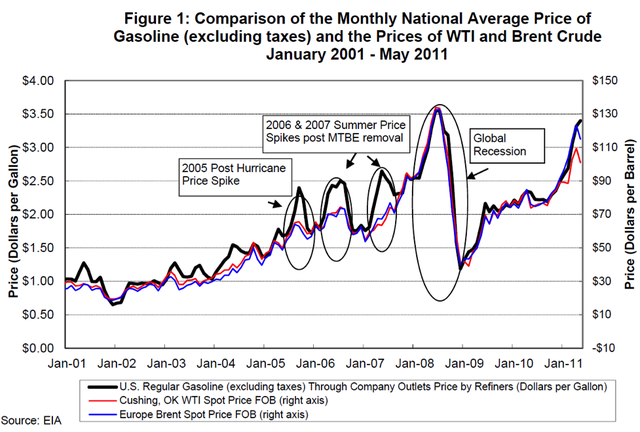 Figure 1: Comparison of the Monthly National Average Price of
Gasoline (excluding taxes) and the Prices of WTI and Brent Crude
January 2001 - May 2011
$4.00
$3.50
$3.00
$2.50
$2.00
$1.50
$1.00
$0.50
$0.00
Price (Dollars per Gallon)
2005 Post Hurricane
Price Spike
2006 & 2007 Summer Price
Spikes post MTBE removal
Global
Recession
$150
$130
$110
$90
$70
$50
$30
$10
-$10
Price (Dollars per Barrel)
Jan-01 Jan-02 Jan-03 Jan-04 Jan-05 Jan-06 Jan-07 Jan-08 Jan-09 Jan-10 Jan-11
U.S. Regular Gasoline (excluding taxes) Through Company Outlets Price by Refiners (Dollars per Gallon)
Cushing, OK WTI Spot Price FOB (right axis)
Europe Brent Spot Price FOB (right axis)
Source: EIA